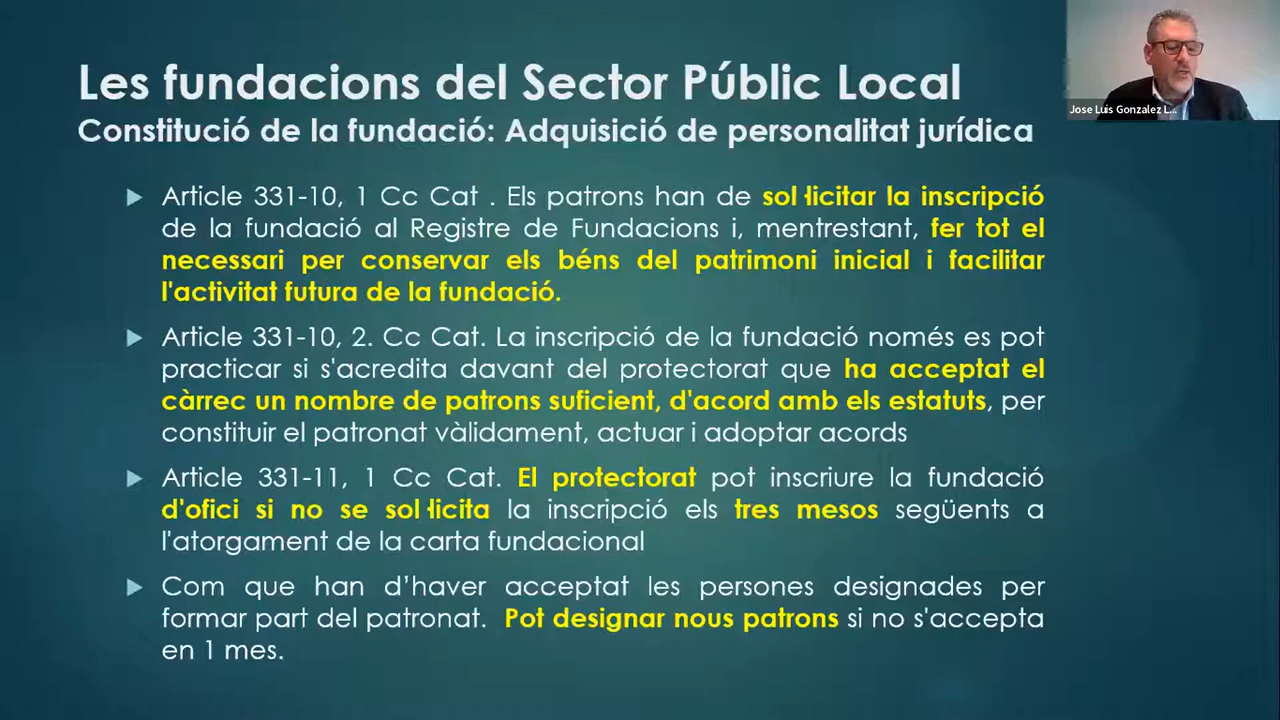 Les fundacions del Sector Públic Local
Constitució de la fundació: Adquisició de personalitat jurídica
Jose Luis Gonzalez L...
Article 331-10, 1 Cc Cat . Els patrons han de sol·licitar la inscripció
de la fundació al Registre de Fundacions i, mentrestant, fer tot el
necessari per conservar els béns del patrimoni inicial i facilitar
l'activitat futura de la fundació.
Article 331-10, 2. Cc Cat. La inscripció de la fundació només es pot
practicar si s'acredita davant del protectorat que ha acceptat el
càrrec un nombre de patrons suficient, d'acord amb els estatuts, per
constituir el patronat vàlidament, actuar i adoptar acords
Article 331-11, 1 Cc Cat. El protectorat pot inscriure la fundació
d'ofici si no se sol·licita la inscripció els tres mesos següents a
l'atorgament de la carta fundacional
Com que han d’haver acceptat les persones designades per
formar part del patronat. Pot designar nous patrons si no s'accepta
en 1 mes.